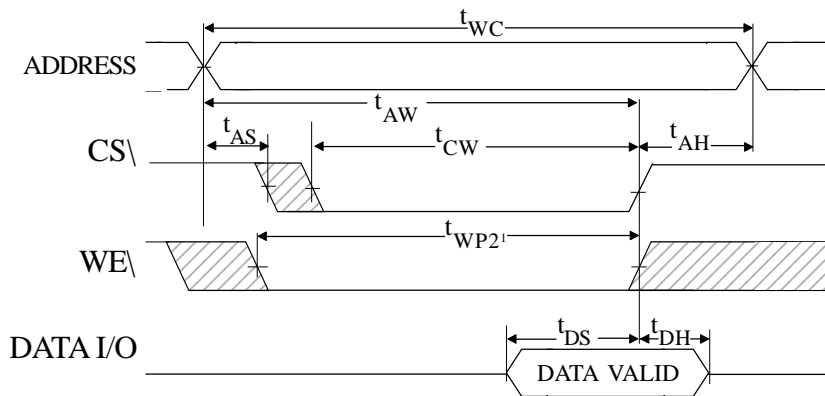 tWC
ADDRESS
tAW
tAS
tCW
tAH
CS\
tWP2¹
WE\
tDS
tDH
DATA I/O
DATA VALID